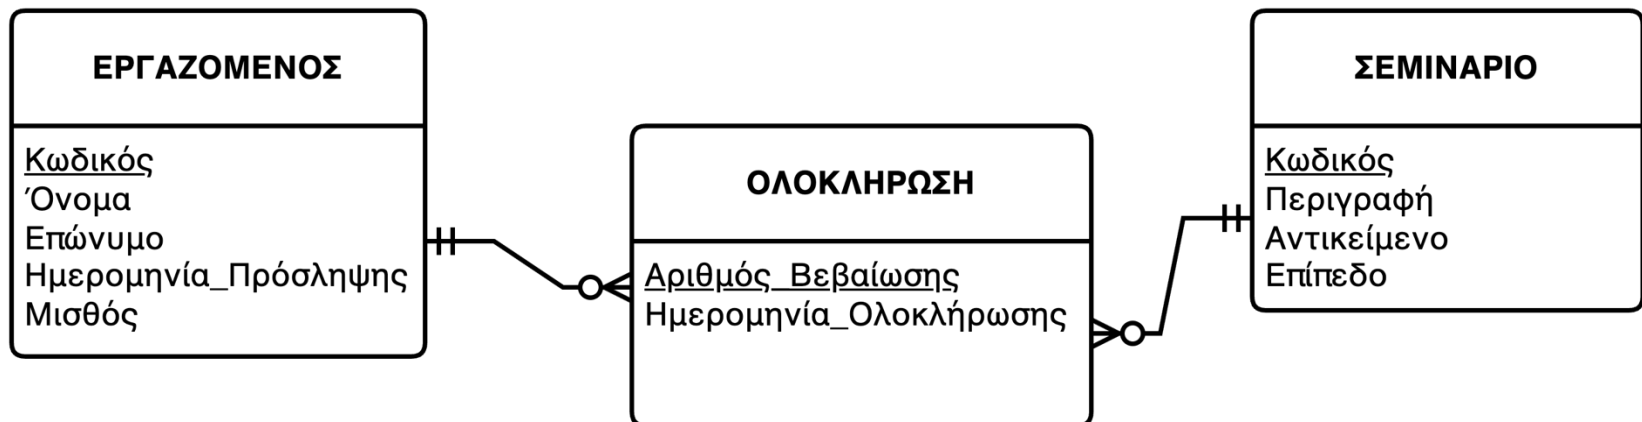 ΕΡΓΑΖΟΜΕΝΟΣ
Κωδικός
Όνομα
Επώνυμο
Ημερομηνία_Πρόσληψης
Μισθός
ΟΛΟΚΛΗΡΩΣΗ
Αριθμός_Βεβαίωσης
Ημερομηνία_Ολοκλήρωσης
ΣΕΜΙΝΑΡΙΟ
Κωδικός
Περιγραφή
Αντικείμενο
Επίπεδο